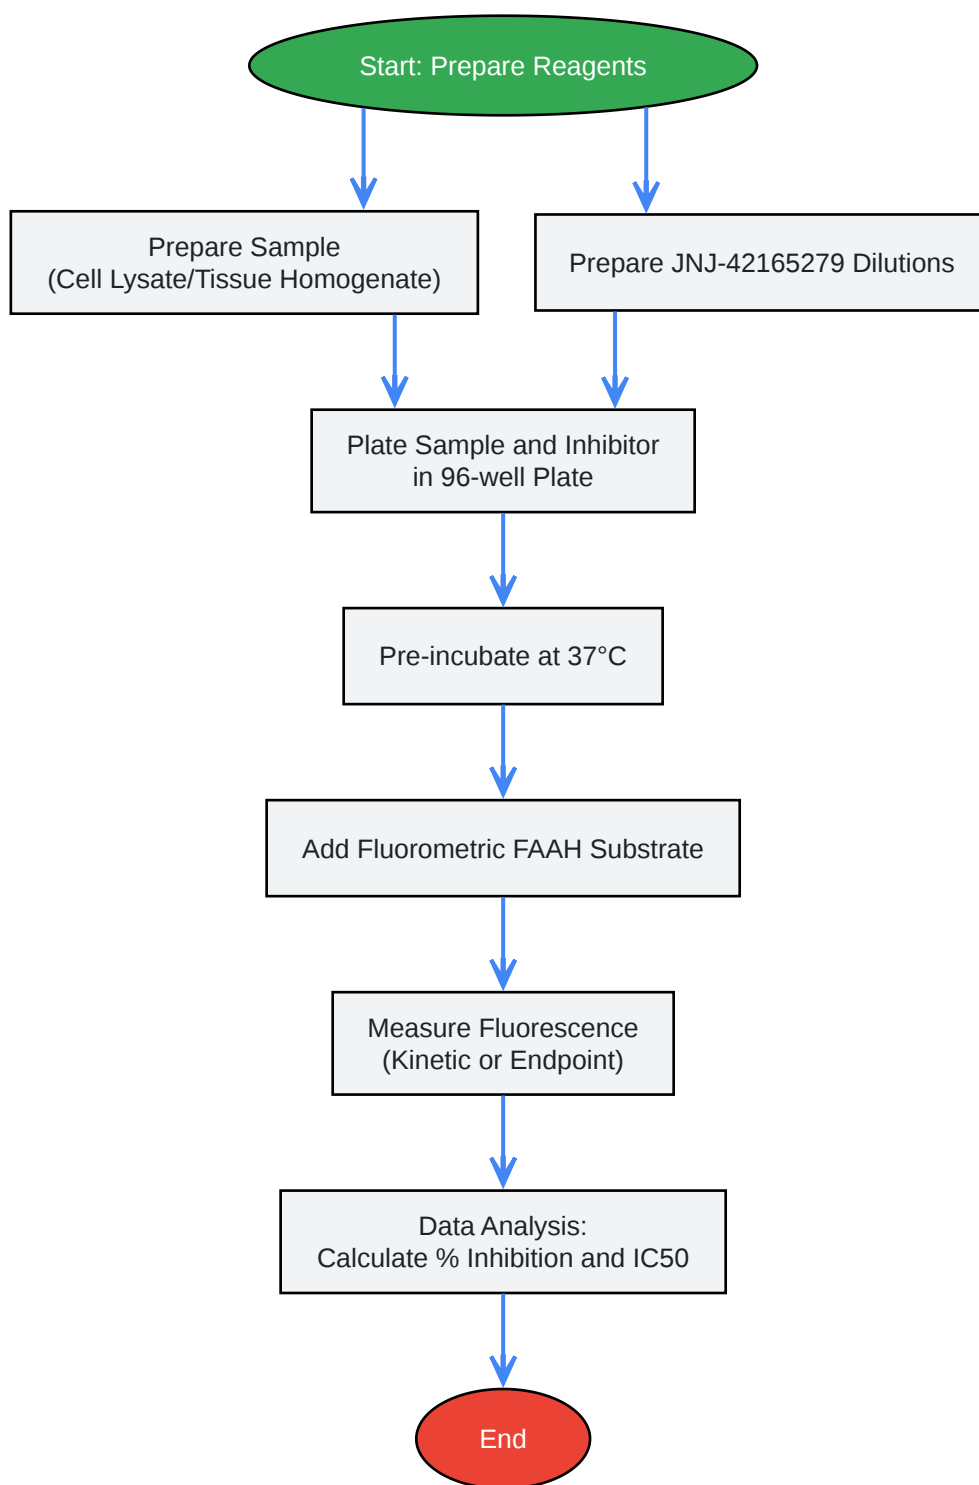 Start: Prepare Reagents
Prepare Sample
(Cell Lysate/Tissue Homogenate)
Prepare JNJ-42165279 Dilutions
Plate Sample and Inhibitor
in 96-well Plate
Pre-incubate at 37°C
Add Fluorometric FAAH Substrate
Measure Fluorescence
(Kinetic or Endpoint)
Data Analysis:
Calculate % Inhibition and IC50
End